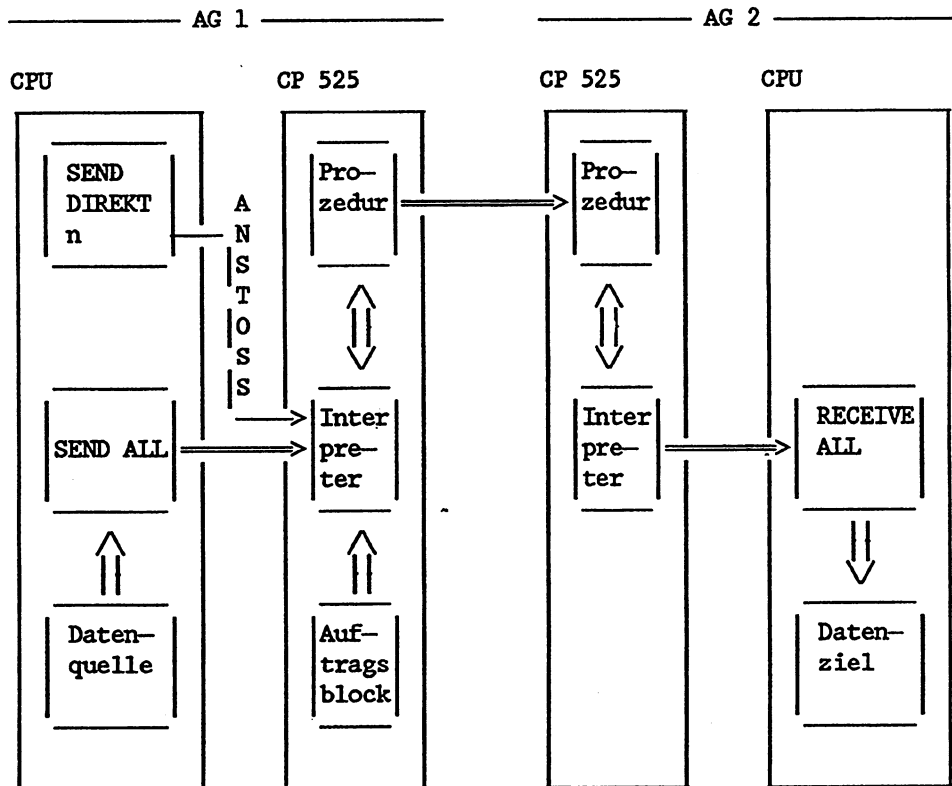 AG 1 AG 2
CPU CP 525 CP 525 CPU
SEND
DIREKT
n
A
N
S
T
O
S
S
Pro–
zedur
Pro–
zedur
SEND ALL
Inter
pre–
ter
Inter
pre–
ter
RECEIVE
ALL
Daten–
quelle
Auf–
trags
block
Daten–
ziel